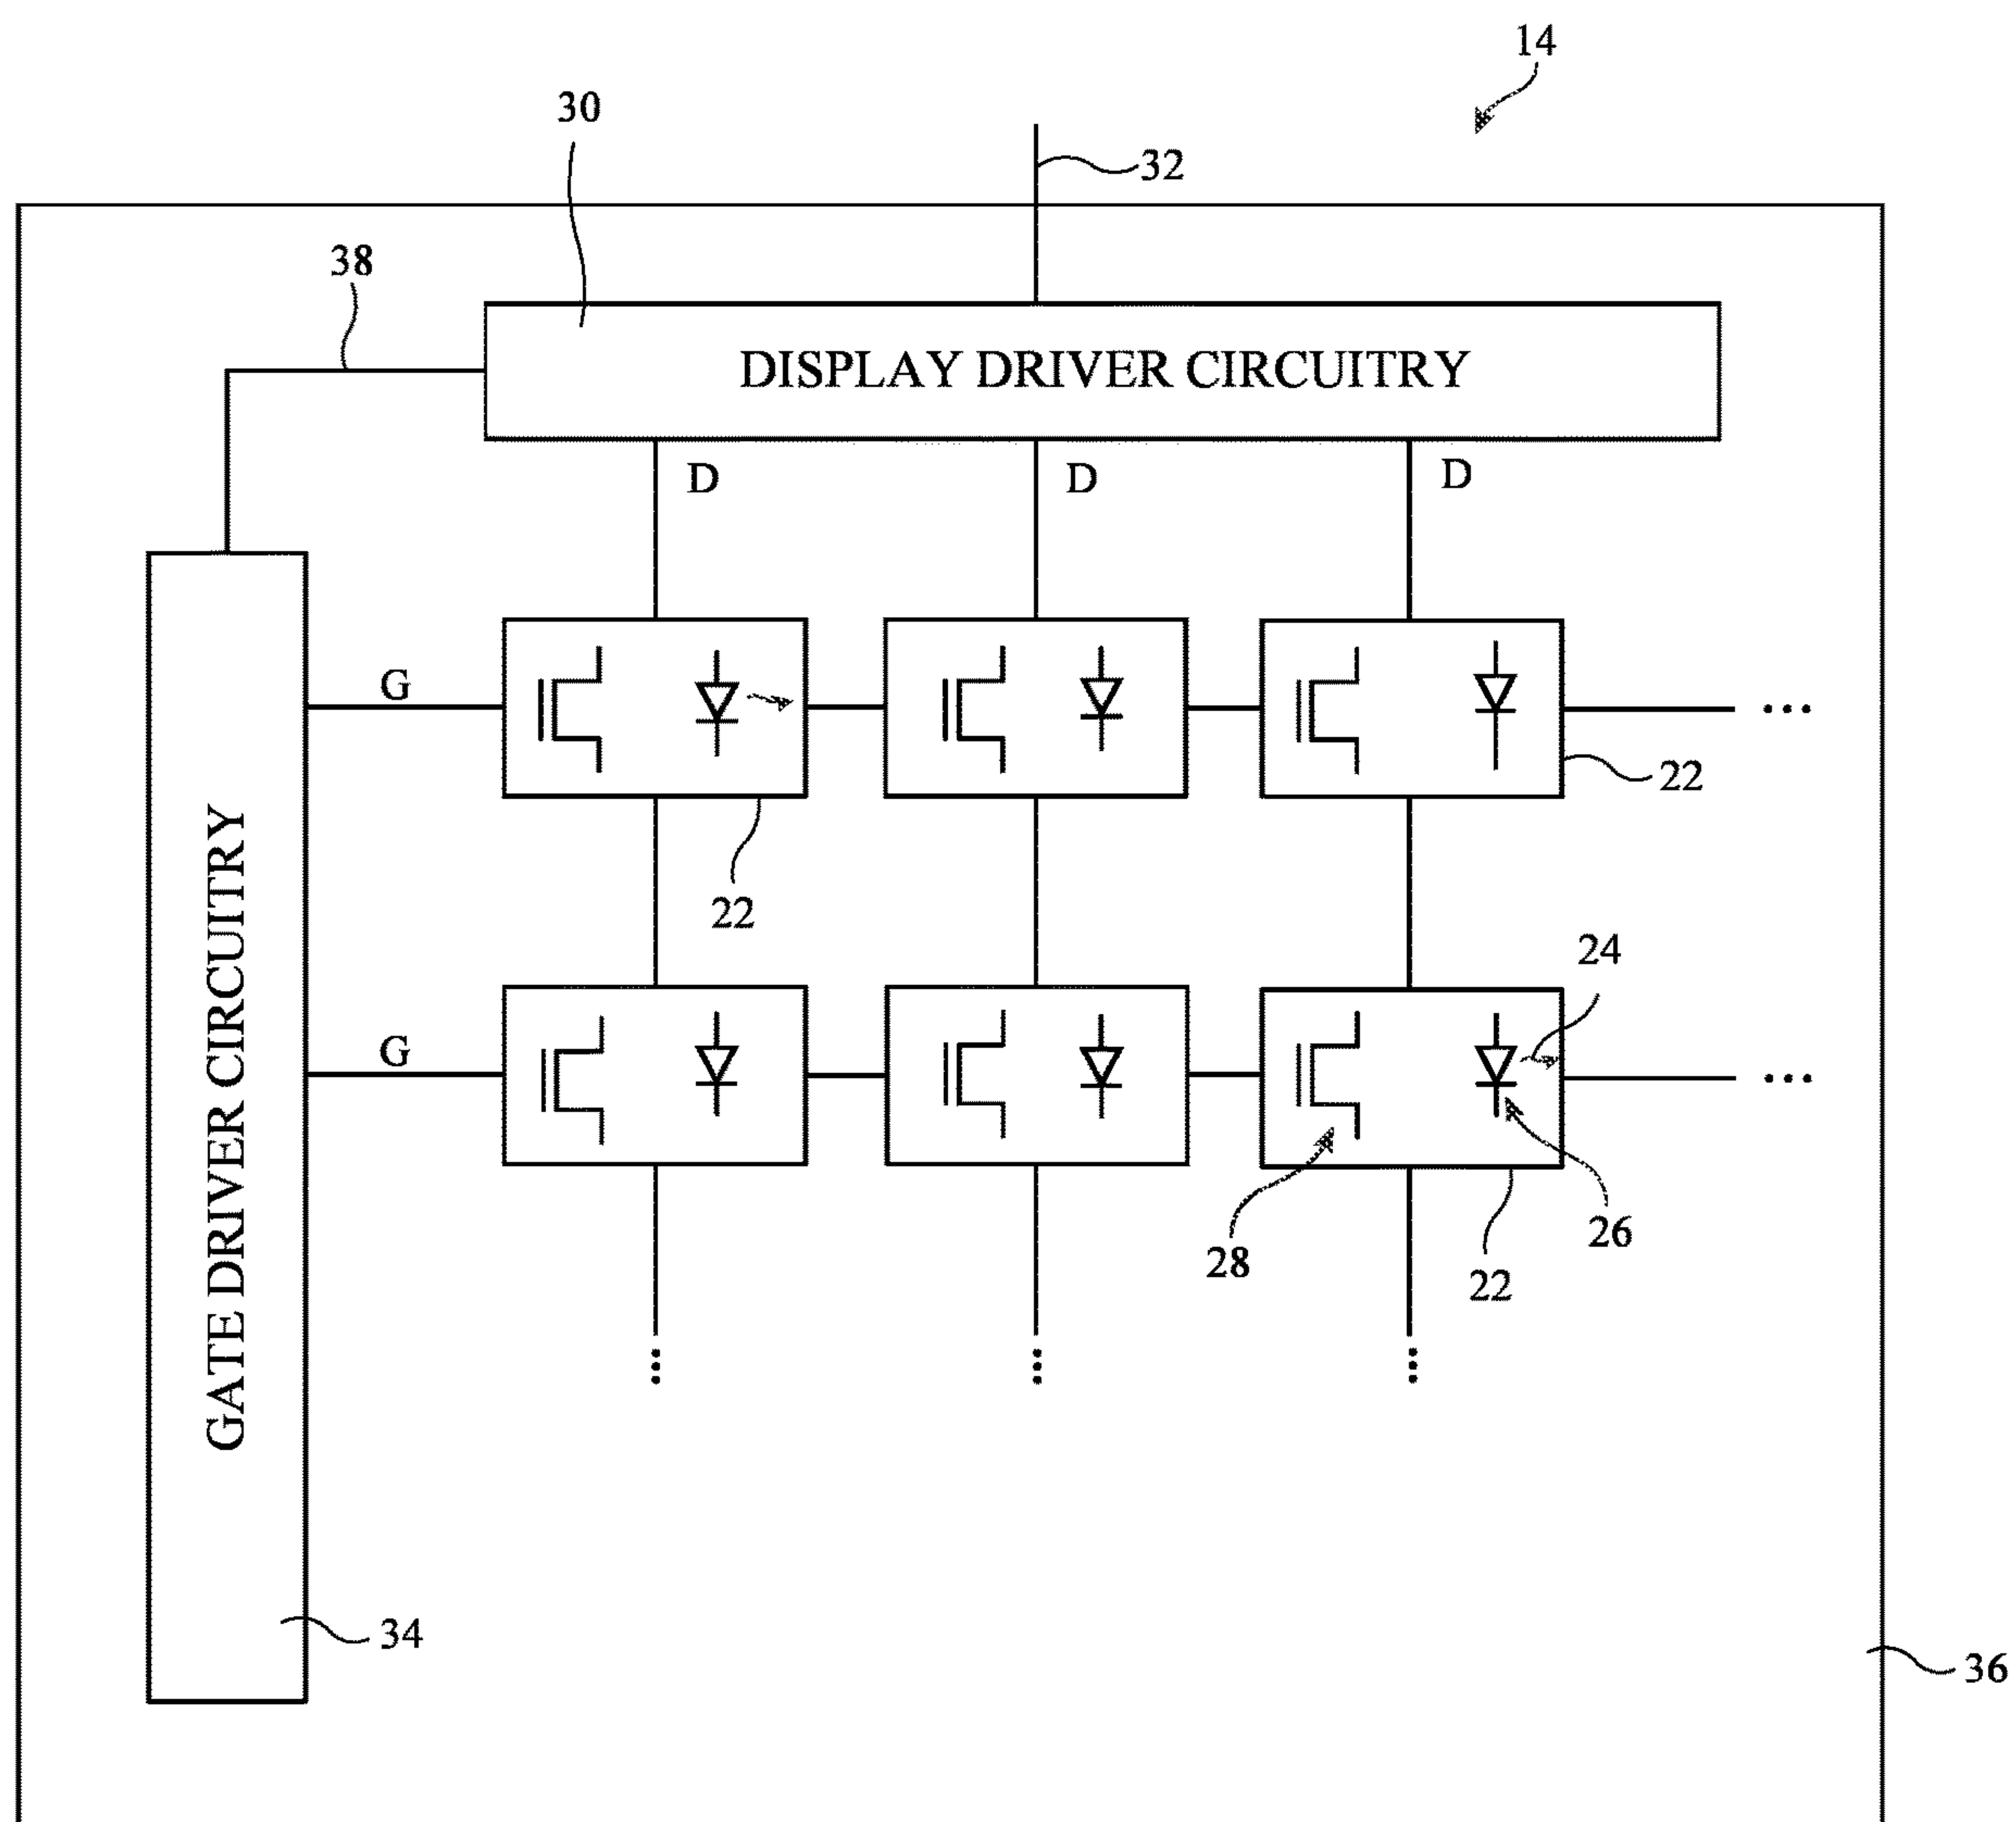 14
30
32
38
DISPLAY DRIVER CIRCUITRY
D
D
D
G
22
22
GATE DRIVER CIRCUITRY
24
G
28
26
22
34
36